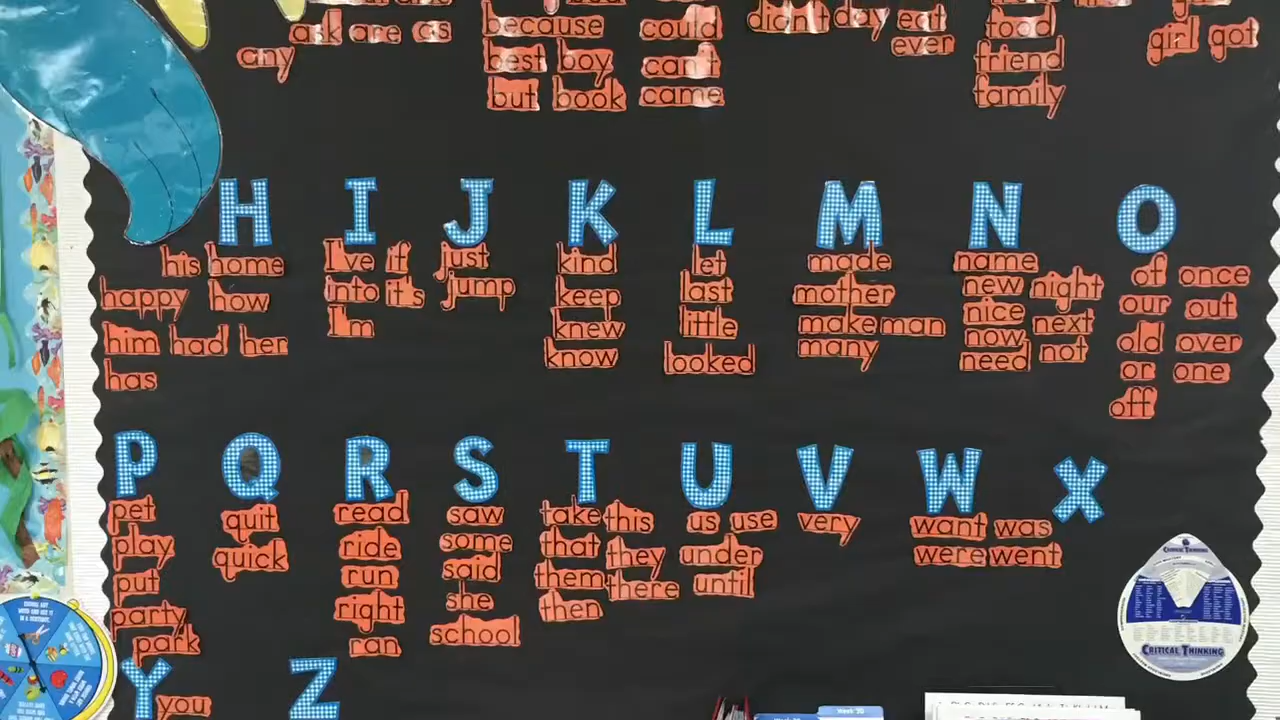 ask are as
any
because
best boy
but book
could
can't
came
didn't day eat
ever
food
friend
family
girl got
H I J K L M N O
his home
happy how
him had her
has
I've if
into it's
I'm
just
jump
kind
keep
knew
know
let
last
little
looked
made
mother
make man
many
name
new night
nice
now next
need not
of once
our out
old over
or one
off
P Q R S T U V W X
pet
play
put
party
park
quit
quick
read
ride
run
right
ran
saw
some
said
she
school
take this
that they
them there
then
us use
under
until
very
want was
were went
CRITICAL THINKING
CRITICAL THINKING
Y Z
you